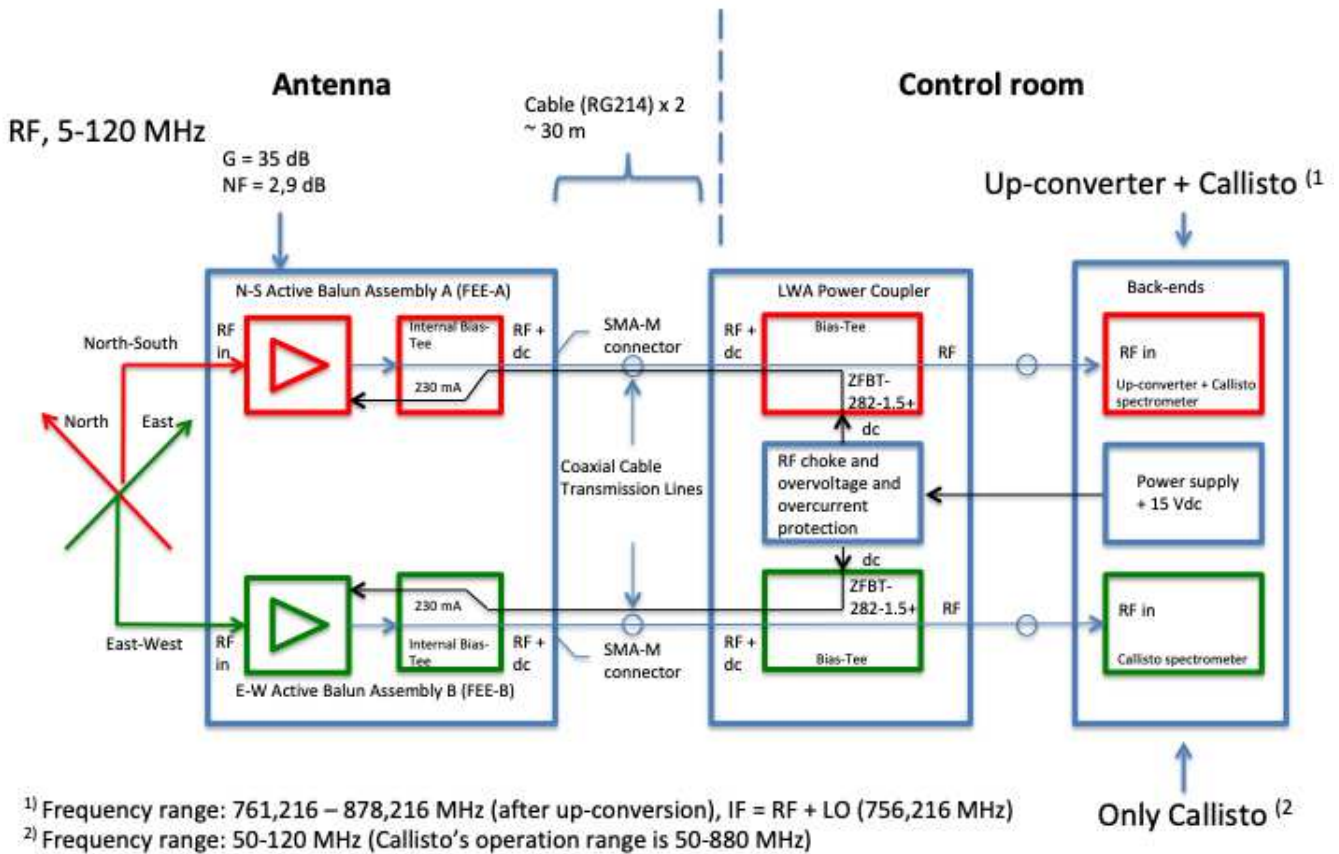 Antenna
Control room
Cable (RG214) x 2
~ 30 m
RF, 5-120 MHz
G = 35 dB
NF = 2,9 dB
Up-converter + Callisto (1
N-S Active Balun Assembly A (FEE-A)
LWA Power Coupler
Back-ends
North-South
RF
in
Internal Bias-
Tee
230 mA
RF +
dc
SMA-M
connector
RF +
dc
Bias-Tee
ZFBT-
282-1,5+
RF
RF in
Up-converter + Callisto
spectrometer
North
East
dc
Coaxial Cable
Transmission Lines
RF choke and
overvoltage and
overcurrent
protection
Power supply
+ 15 Vdc
dc
East-West
RF
in
230 mA
Internal Bias-
Tee
RF +
dc
SMA-M
connector
RF +
dc
ZFBT-
282-1.5+
Bias-Tee
RF
RF in
Callisto spectrometer
E-W Active Balun Assembly B (FEE-B)
1) Frequency range: 761,216 – 878,216 MHz (after up-conversion), IF = RF + LO (756,216 MHz)
2) Frequency range: 50-120 MHz (Callisto's operation range is 50-880 MHz)
Only Callisto (2